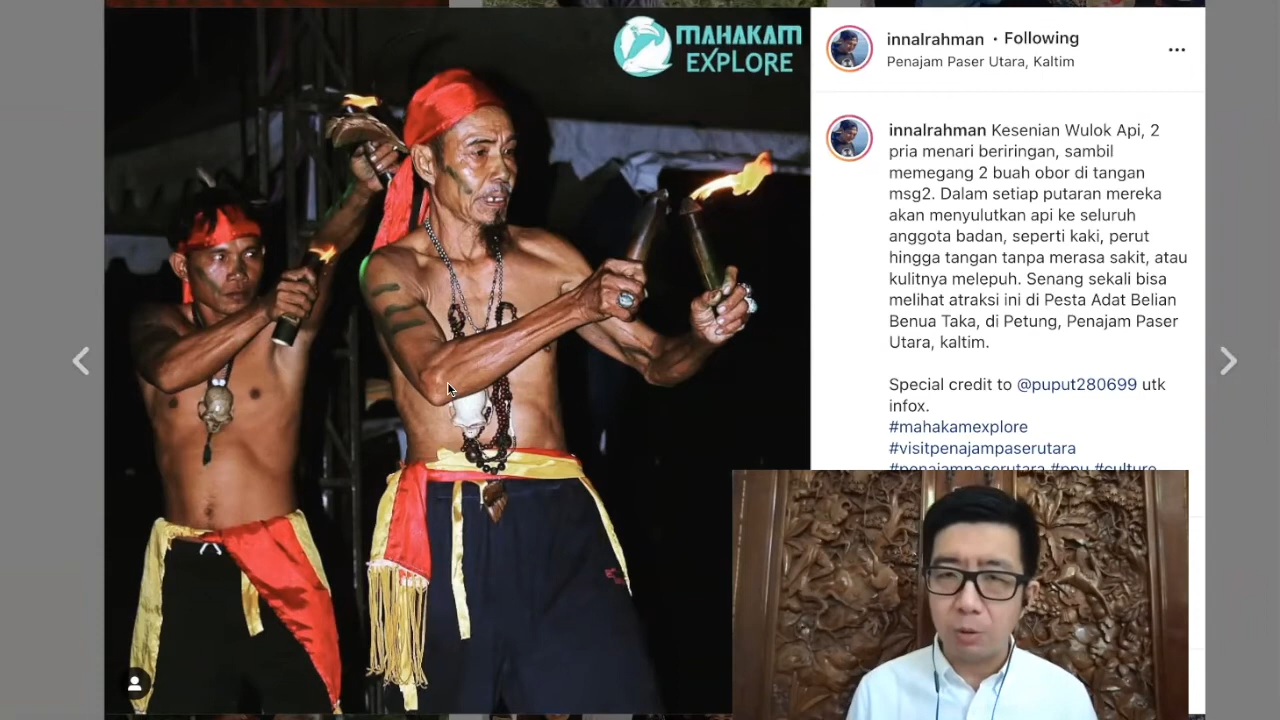 MAHAKAM
EXPLORE
innalrahman • Following
Penajam Paser Utara, Kaltim
innalrahman Kesenian Wulok Api, 2
pria menari beriringan, sambil
memegang 2 buah obor di tangan
msg2. Dalam setiap putaran mereka
akan menyulutkan api ke seluruh
anggota badan, seperti kaki, perut
hingga tangan tanpa merasa sakit, atau
kulitnya melepuh. Senang sekali bisa
melihat atraksi ini di Pesta Adat Belian
Benua Taka, di Petung, Penajam Paser
Utara, kaltim.
Special credit to @puput280699 utk
infox.
#mahakamexplore
#visitpenajampaserutara
#penajampaserutara #ppu #culture